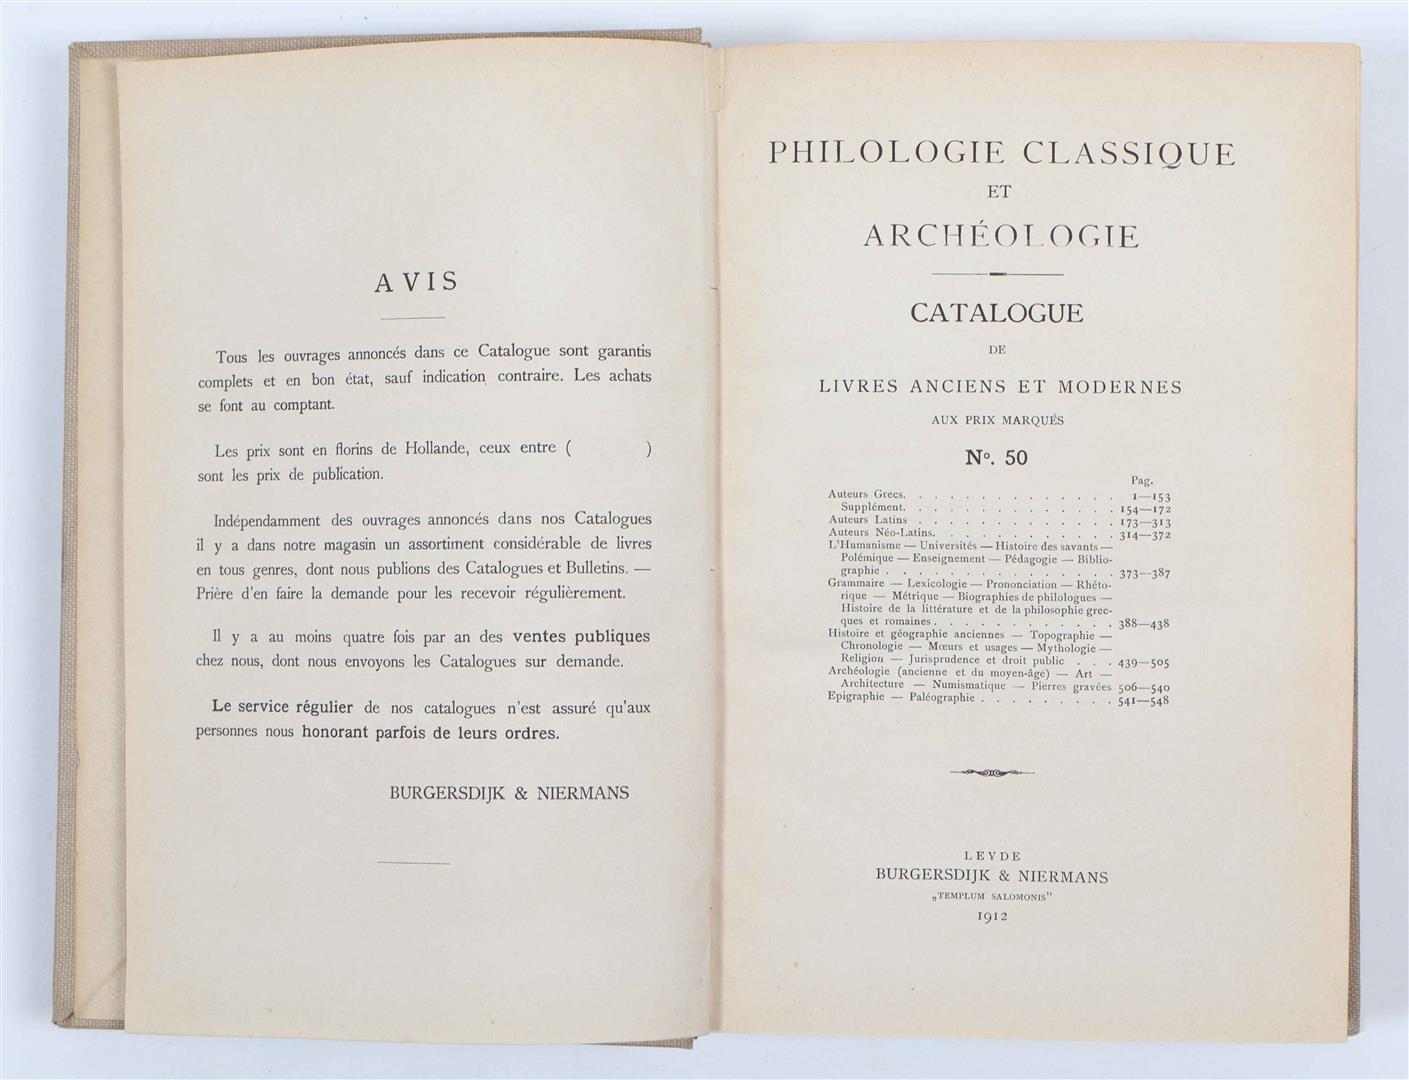 AVIS
Tous les ouvrages annoncés dans ce Catalogue sont garantis
complets et en bon état, sauf indication contraire. Les achats
se font au comptant.
Les prix sont en florins de Hollande, ceux entre ( )
sont les prix de publication.
Indépendamment des ouvrages annoncés dans nos Catalogues
il y a dans notre magasin un assortiment considérable de livres
en tous genres, dont nous publions des Catalogues et Bulletins. —
Prière d'en faire la demande pour les recevoir régulièrement.
Il y a au moins quatre fois par an des ventes publiques
chez nous, dont nous envoyons les Catalogues sur demande.
Le service régulier de nos catalogues n'est assuré qu'aux
personnes nous honorant parfois de leurs ordres.
BURGERSDIJK & NIERMANS
PHILOLOGIE CLASSIQUE
ET
ARCHÉOLOGIE
CATALOGUE
DE
LIVRES ANCIENS ET MODERNES
AUX PRIX MARQUÉS
No. 50
Pag.
Auteurs Grecs. . . . . . . . . . . . . . 1—153
Supplément. . . . . . . . . . . . . . 154—172
Auteurs Latins . . . . . . . . . . . . . 173—313
Auteurs Néo-Latins. . . . . . . . . . . . 314—372
L'Humanisme — Universités — Histoire des savants —
Polémique — Enseignement — Pédagogie — Biblio-
graphie . . . . . . . . . . . . . . . 373—387
Grammaire — Lexicologie — Prononciation — Rhéto-
rique — Métrique — Biographies de philologues —
Histoire de la littérature et de la philosophie grec-
ques et romaines . . . . . . . . . . . . 388—438
Histoire et géographie anciennes — Topographie —
Chronologie — Mœurs et usages — Mythologie —
Religion — Jurisprudence et droit public . . . 439—505
Archéologie (ancienne et du moyen-âge) — Art —
Architecture — Numismatique — Pierres gravées 506—540
Epigraphie — Paléographie . . . . . . . . . 541—548
LEYDE
BURGERSDIJK & NIERMANS
„TEMPLUM SALOMONIS"
1912